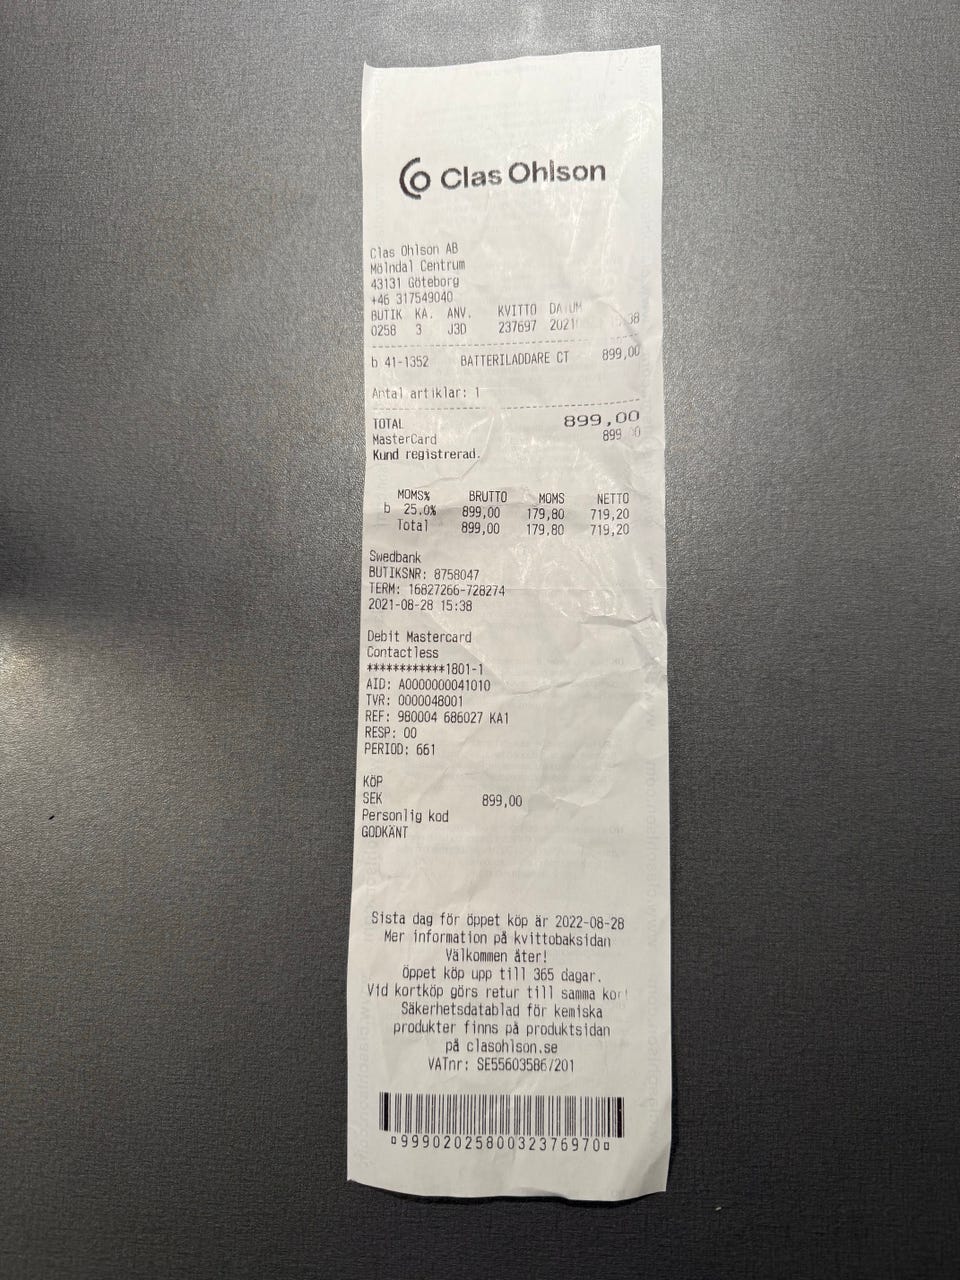 Clas Ohlson
Clas Ohlson AB
Mölndal Centrum
43131 Göteborg
+46 317549040
BUTIK KA. ANV. KVITTO
0258 3 J3D 237697
b 41-1352 BATTERILADDARE CT 899,00
Antal artiklar: 1
TOTAL 899,00
MasterCard
Kund registrerad.
MOMS% BRUTTO MOMS NETTO
b 25.0% 899,00 179,80 719,20
Total 899,00 179,80 719,20
Swedbank
BUTIKSNR: 8758047
TERM: 16827266-728274
2021-08-28 15:38
Debit Mastercard
Contactless
************1801-1
AID: A0000000041010
TVR: 0000048001
REF: 980004 686027 KA1
RESP: 00
PERIOD: 661
KÖP
SEK 899,00
Personlig kod
GODKÄNT
Sista dag för öppet köp är 2022-08-28
Mer information på kvittobaksidan
Välkommen åter!
Öppet köp upp till 365 dagar.
Vid kortköp görs retur till samma
Säkerhetsdatablad för kemiska
produkter finns på produktsidan
på clasohlson.se
VATnr:
9990202580032376970